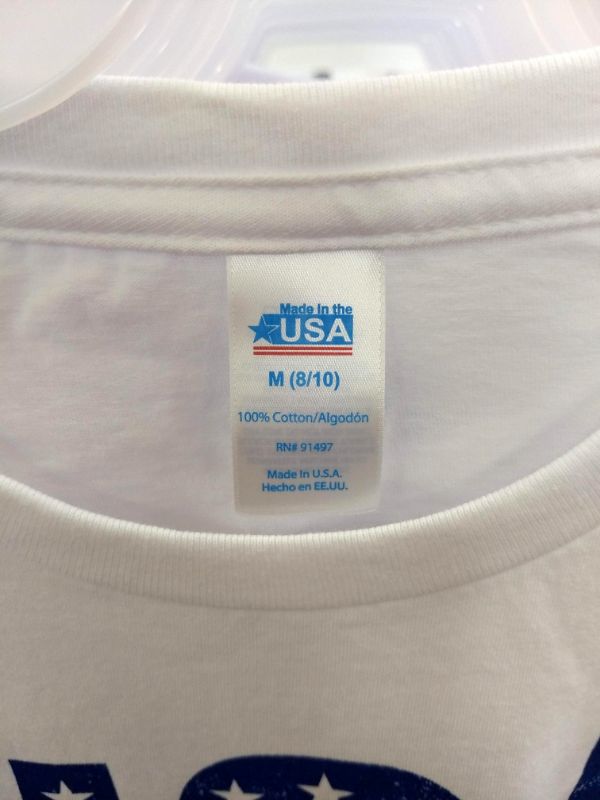 Made in the
USA
M (8/10)
100% Cotton/Algodón
RN# 91497
Made In U.S.A.
Hecho en EE.UU.